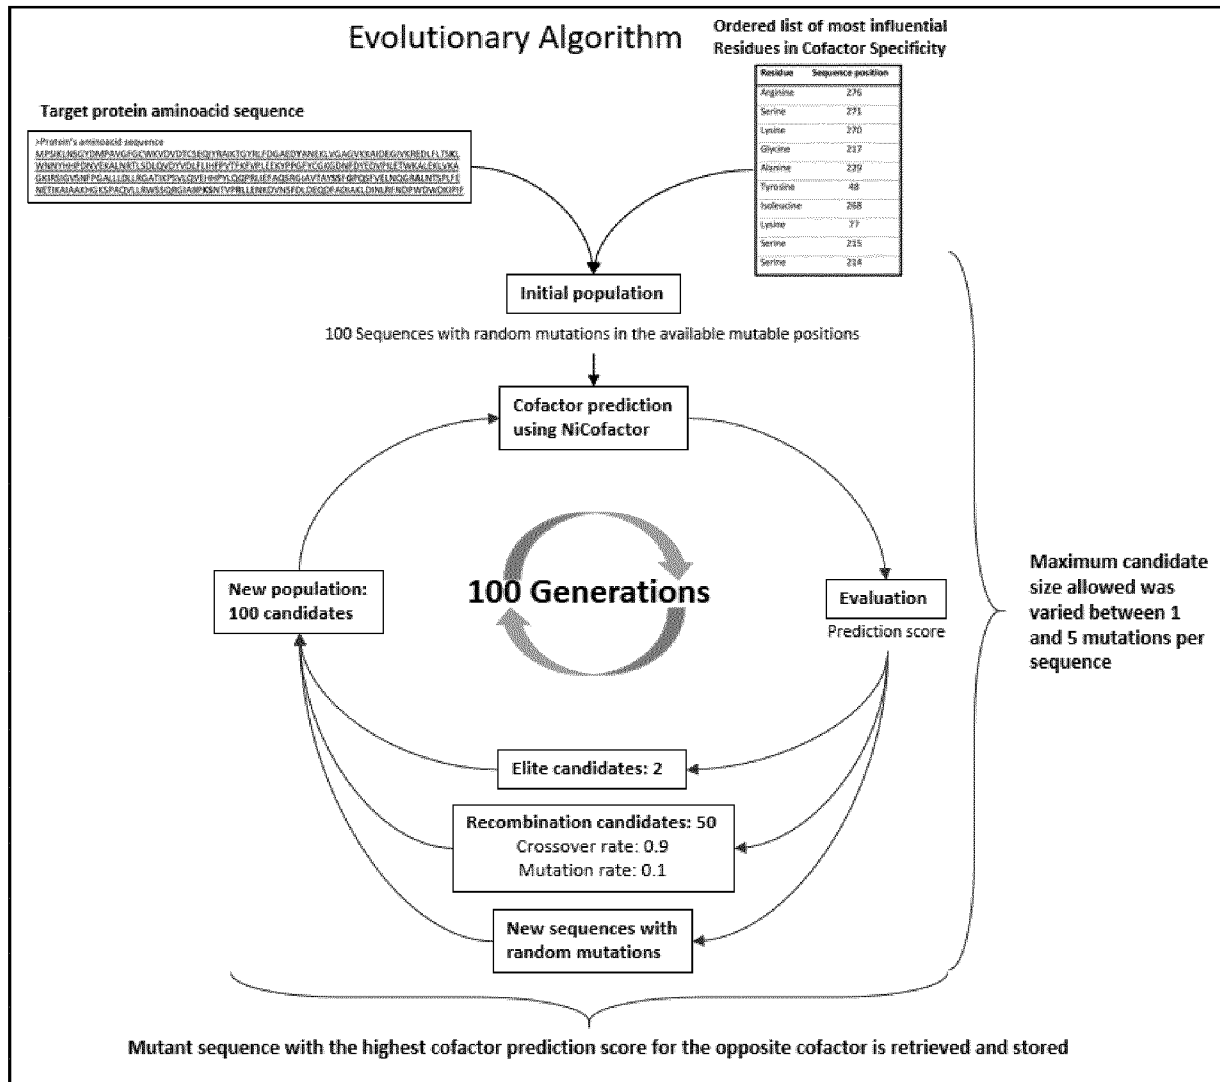 Evolutionary Algorithm
Ordered list of most influential
Residues in Cofactor Specificity
Residue Sequence position
Arginine 276
Serine 271
Lysine 270
Glycine 217
Alanine
Tyrosine 48
Isoleucine 268
Lysine 77
Serine 215
Serine 214
Target protein aminoacid sequence
>Protein's aminoacid sequence
Initial population
100 Sequences with random mutations in the available mutable positions
Cofactor prediction
using NiCofactor
100 Generations
New population:
100 candidates
Evaluation
Prediction score
Maximum candidate
size allowed was
varied between 1
and 5 mutations per
sequence
Elite candidates: 2
Recombination candidates: 50
Crossover rate: 0.9
Mutation rate: 0.1
New sequences with
random mutations
Mutant sequence with the highest cofactor prediction score for the opposite cofactor is retrieved and stored